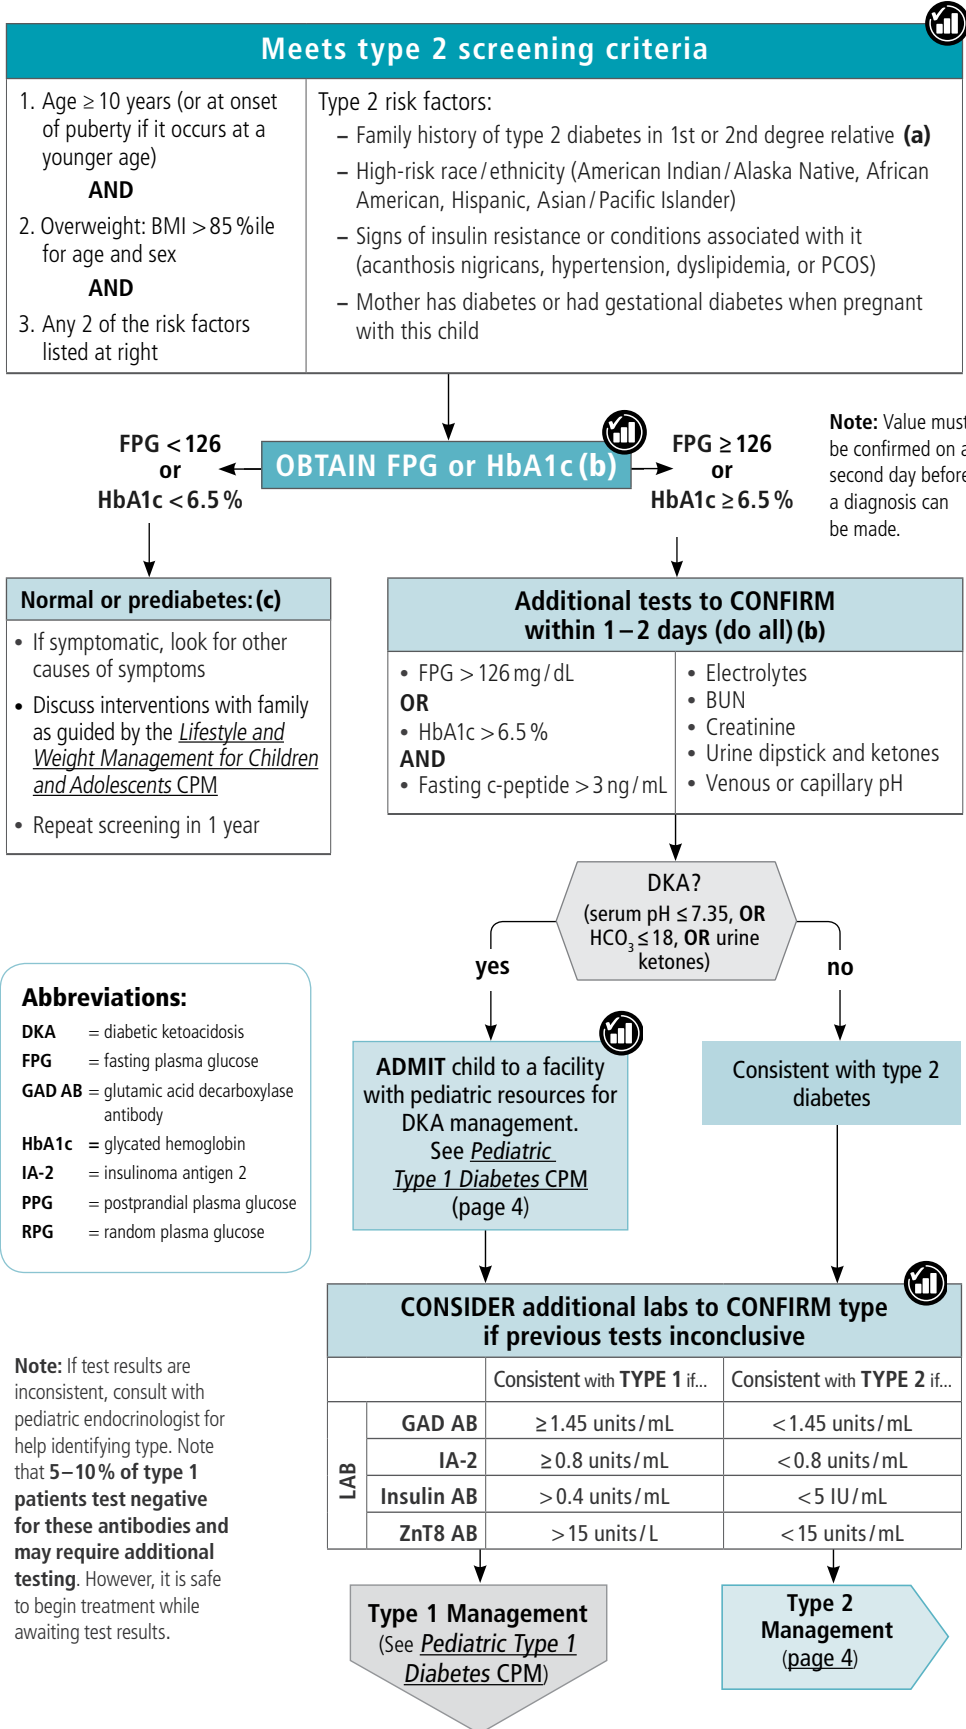 Meets type 2 screening criteria
1. Age ≥ 10 years (or at onset
of puberty if it occurs at a
younger age)
AND
2. Overweight: BMI > 85 %ile
for age and sex
AND
3. Any 2 of the risk factors
listed at right
Type 2 risk factors:
– Family history of type 2 diabetes in 1st or 2nd degree relative (a)
– High-risk race / ethnicity (American Indian / Alaska Native, African
American, Hispanic, Asian / Pacific Islander)
– Signs of insulin resistance or conditions associated with it
(acanthosis nigricans, hypertension, dyslipidemia, or PCOS)
– Mother has diabetes or had gestational diabetes when pregnant
with this child
FPG < 126
or
HbA1c < 6.5 %
OBTAIN FPG or HbA1c (b)
FPG ≥ 126
or
HbA1c ≥ 6.5 %
Note: Value must
be confirmed on a
second day before
a diagnosis can
be made.
Normal or prediabetes: (c)
• If symptomatic, look for other
causes of symptoms
• Discuss interventions with family
as guided by the Lifestyle and
Weight Management for Children
and Adolescents CPM
• Repeat screening in 1 year
Additional tests to CONFIRM
within 1–2 days (do all) (b)
• FPG > 126 mg / dL
OR
• HbA1c > 6.5 %
AND
• Fasting c-peptide > 3 ng / mL
• Electrolytes
• BUN
• Creatinine
• Urine dipstick and ketones
• Venous or capillary pH
DKA?
(serum pH ≤ 7.35, OR
HCO3 ≤ 18, OR urine
ketones)
yes
no
Abbreviations:
DKA = diabetic ketoacidosis
FPG = fasting plasma glucose
GAD AB = glutamic acid decarboxylase
antibody
HbA1c = glycated hemoglobin
IA-2 = insulinoma antigen 2
PPG = postprandial plasma glucose
RPG = random plasma glucose
ADMIT child to a facility
with pediatric resources for
DKA management.
See Pediatric
Type 1 Diabetes CPM
(page 4)
Consistent with type 2
diabetes
CONSIDER additional labs to CONFIRM type
if previous tests inconclusive
Consistent with TYPE 1 if... Consistent with TYPE 2 if...
LAB
GAD AB ≥ 1.45 units / mL < 1.45 units / mL
IA-2 ≥ 0.8 units / mL < 0.8 units / mL
Insulin AB > 0.4 units / mL < 5 IU / mL
ZnT8 AB > 15 units / L < 15 units / mL
Note: If test results are
inconsistent, consult with
pediatric endocrinologist for
help identifying type. Note
that 5–10 % of type 1
patients test negative
for these antibodies and
may require additional
testing. However, it is safe
to begin treatment while
awaiting test results.
Type 1 Management
(See Pediatric Type 1
Diabetes CPM)
Type 2
Management
(page 4)